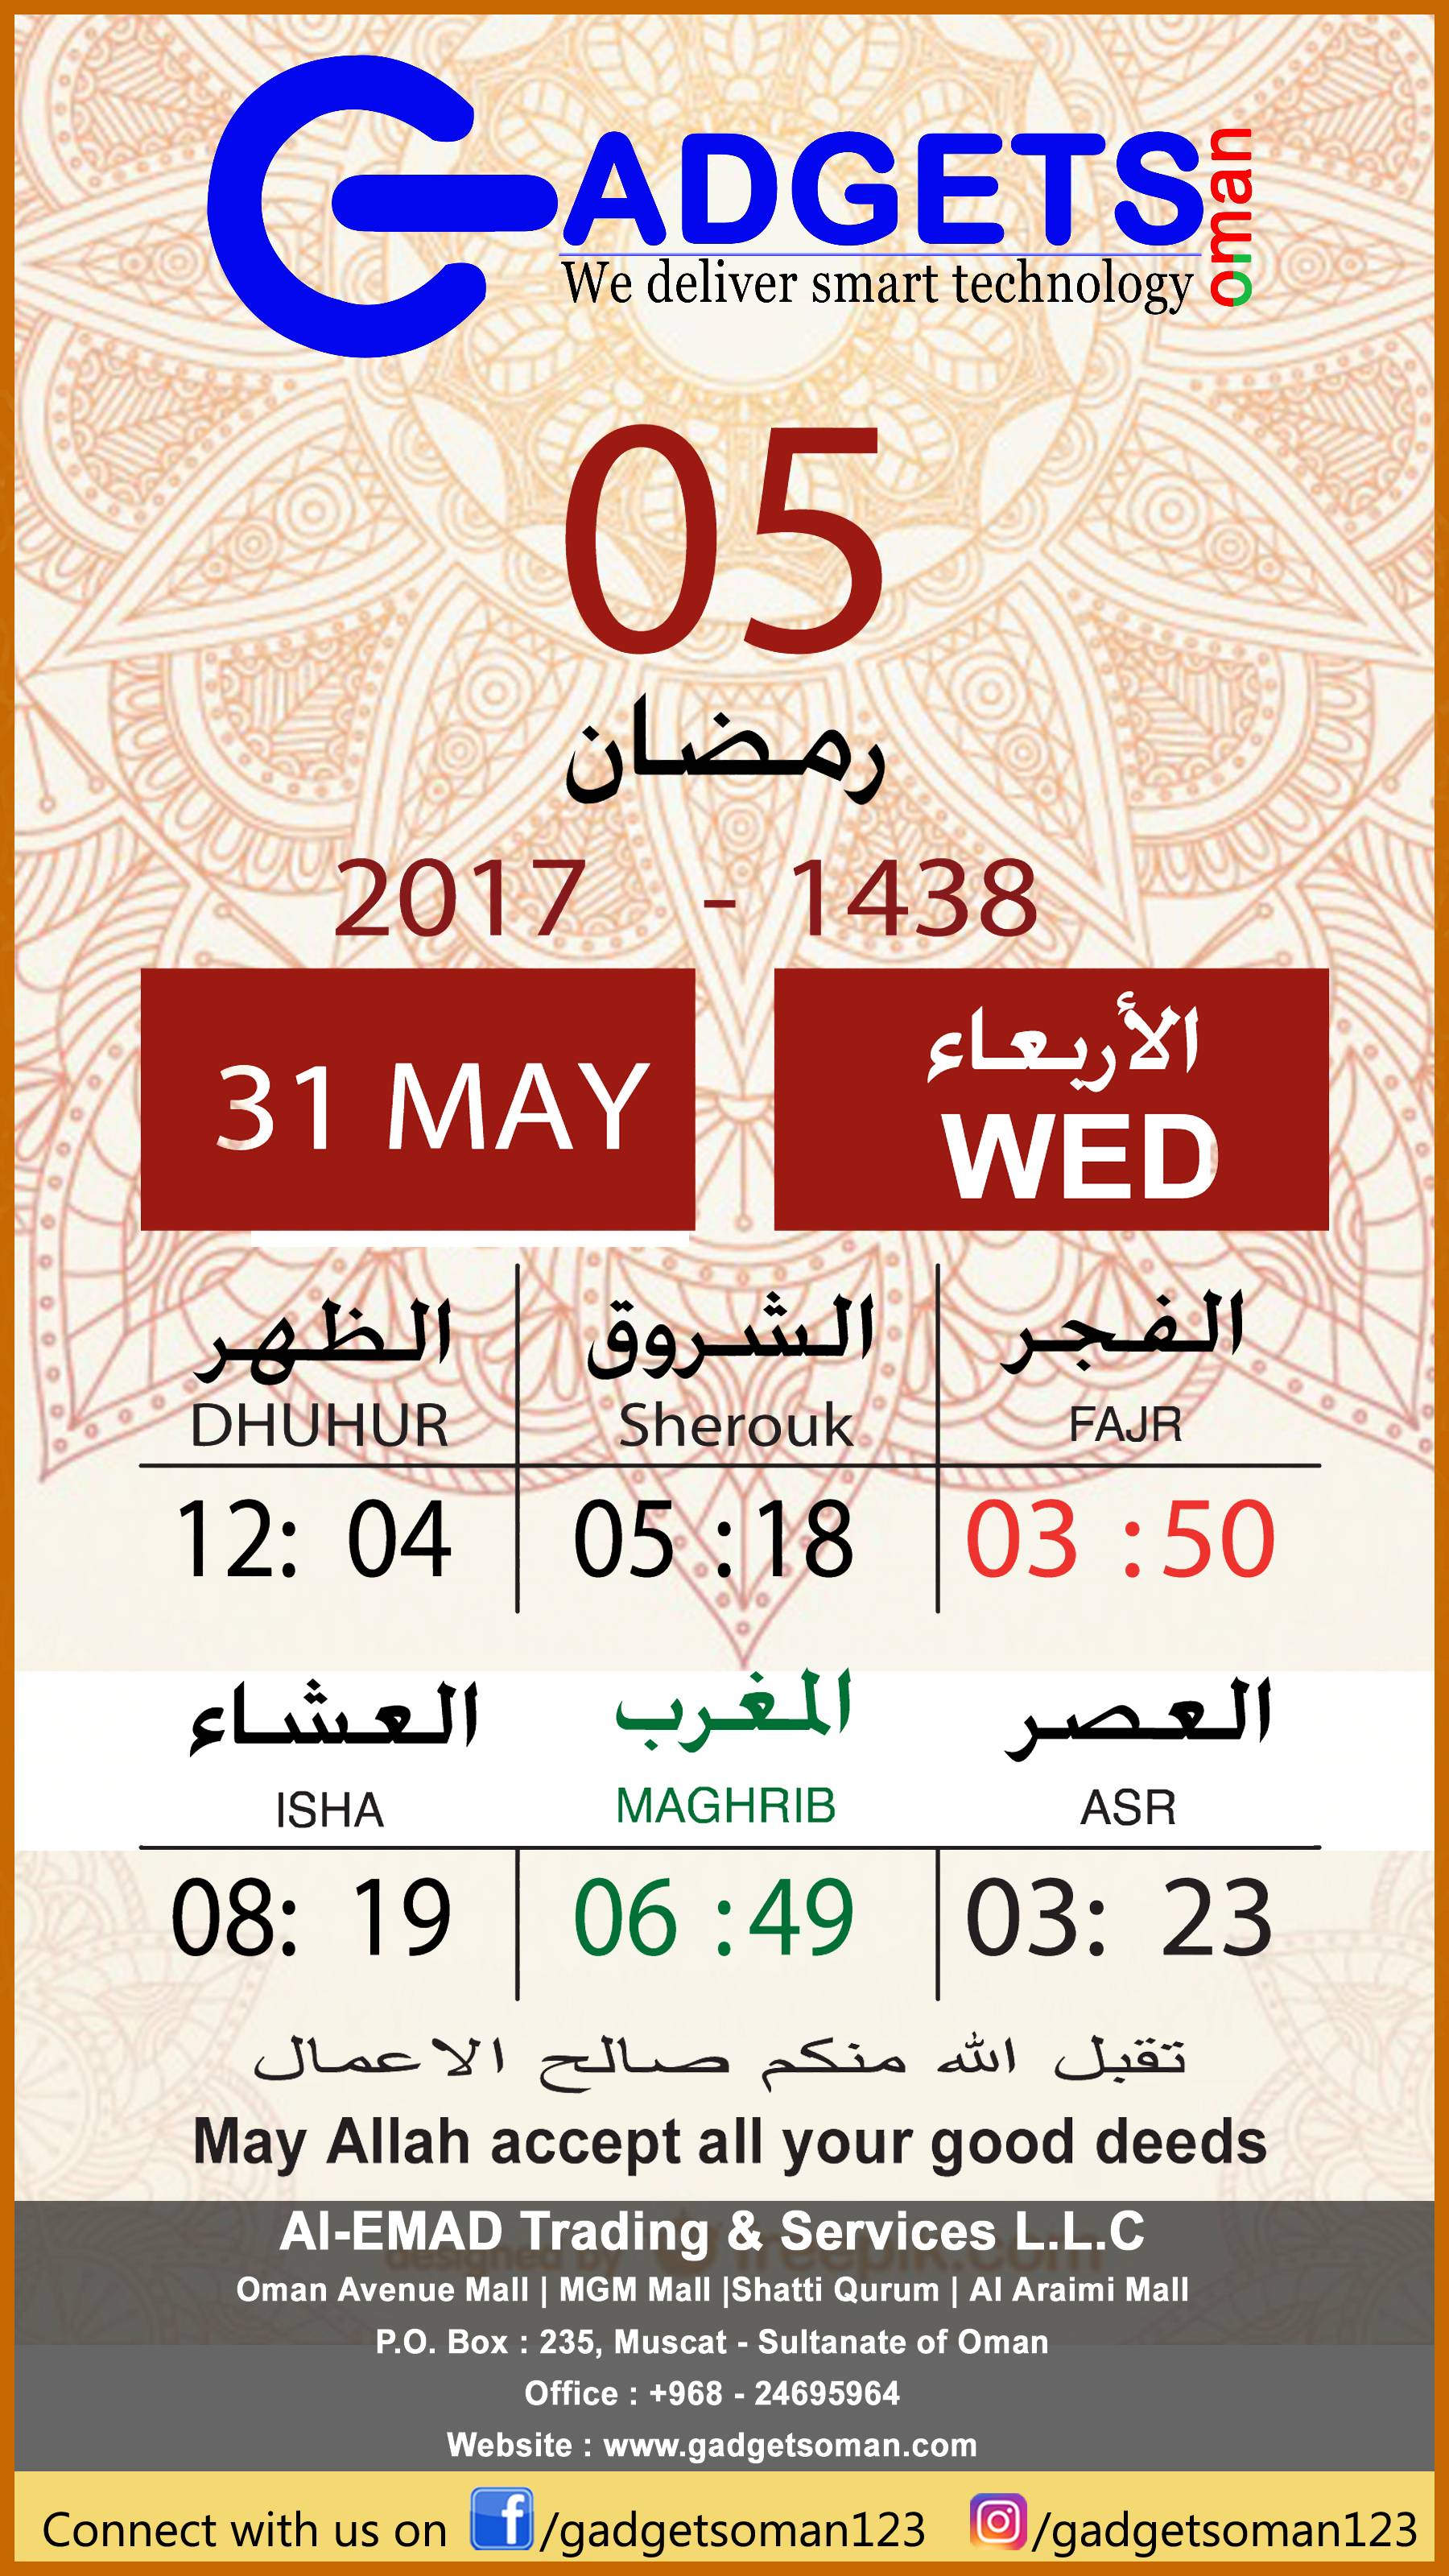 GADGETS oman
We deliver smart technology
05
رمضان
2017 - 1438
31 MAY
الأربعاء
WED
الظهر الشروق الفجر
DHUHUR Sherouk FAJR
12: 04 05 :18 03 :50
العشاء المغرب العصر
ISHA MAGHRIB ASR
08: 19 06 :49 03: 23
تقبل الله منكم صالح الاعمال
May Allah accept all your good deeds
Al-EMAD Trading & Services L.L.C
designed by freepik.com
Oman Avenue Mall | MGM Mall |Shatti Qurum | Al Araimi Mall
P.O. Box : 235, Muscat - Sultanate of Oman
Office : +968 - 24695964
Website : www.gadgetsoman.com
Connect with us on f /gadgetsoman123 /gadgetsoman123